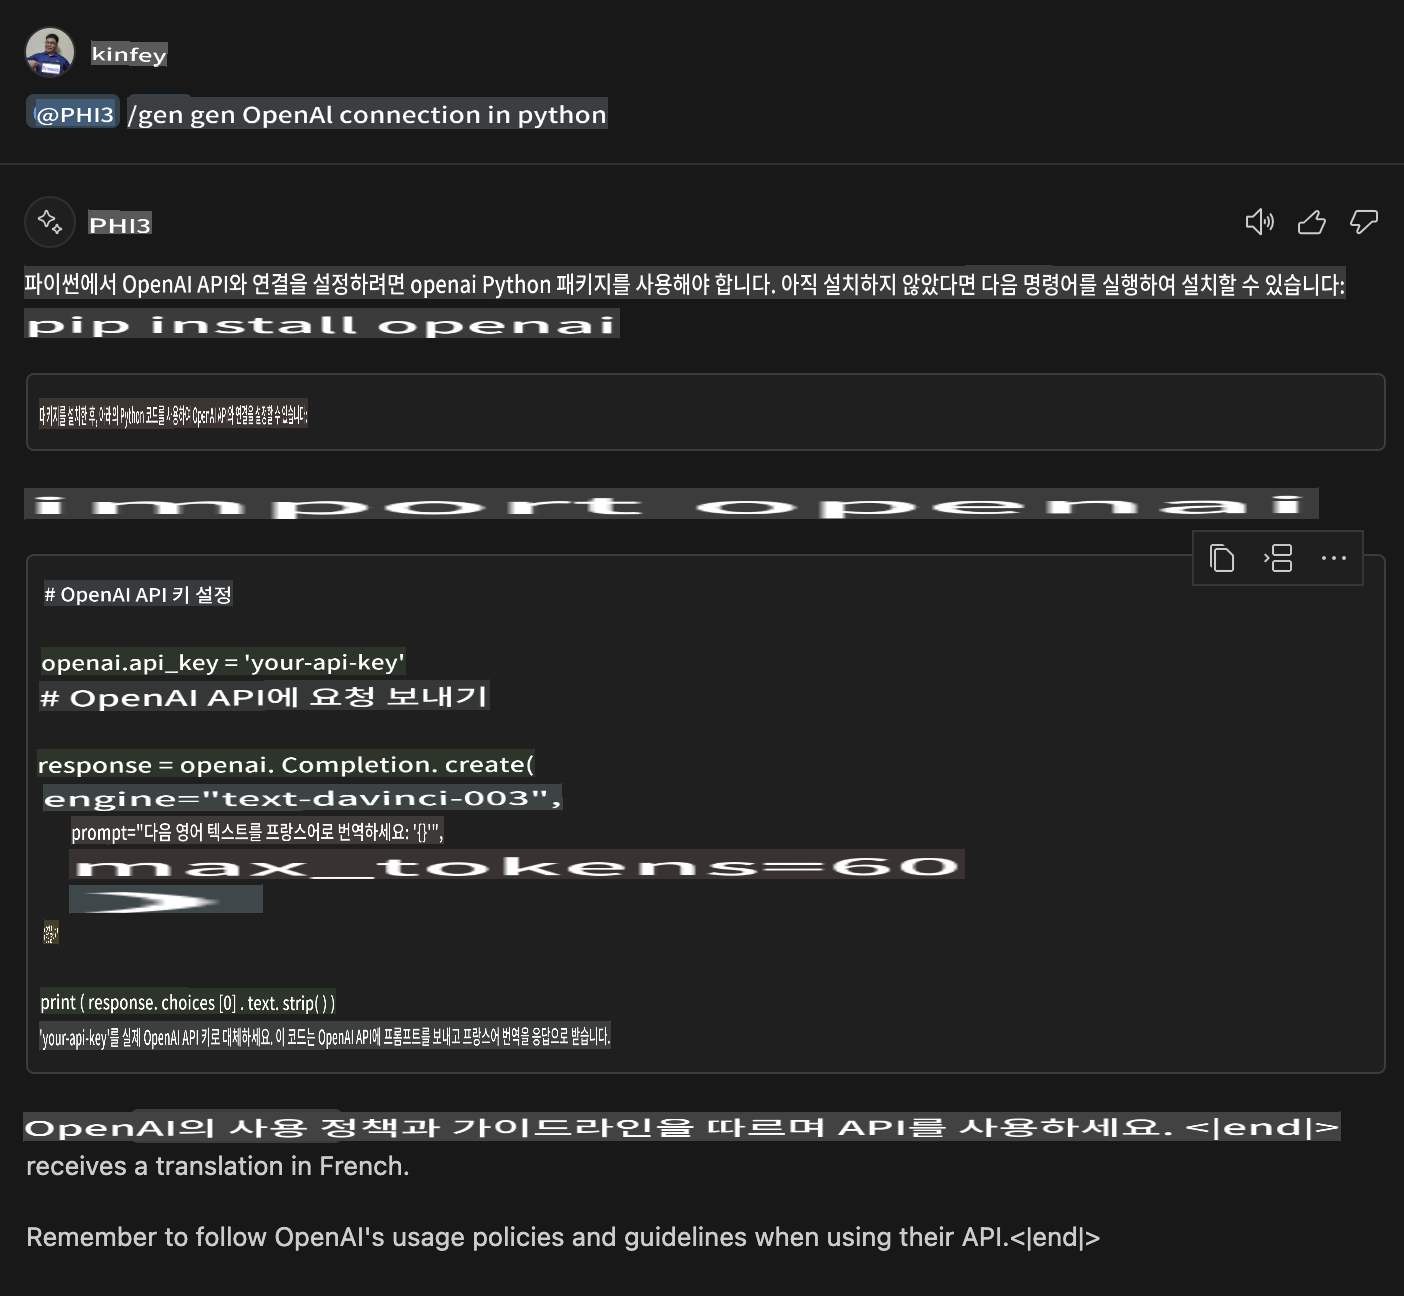 kinfey
@PHI3 /gen gen OpenAl connection in python
PHI3
파이썬에서 OpenAI API와 연결을 설정하려면 openai Python 패키지를 사용해야 합니다. 아직 설치하지 않았다면 다음 명령어를 실행하여 설치할 수 있습니다:
pip install openai
패키지를 설치한 후, 아래의 Python 코드를 사용하여 OpenAI API와 연결을 설정할 수 있습니다:
import openai
# OpenAI API 키 설정
openai.api_key = 'your-api-key'
# OpenAI API에 요청 보내기
response = openai. Completion. create(
engine="text-davinci-003",
prompt="다음 영어 텍스트를 프랑스어로 번역하세요: '{}'",
max_tokens=60
print ( response. choices [0] . text. strip( ) )
'your-api-key'를 실제 OpenAI API 키로 대체하세요. 이 코드는 OpenAI API에 프롬프트를 보내고 프랑스어 번역을 응답으로 받습니다.
OpenAI의 사용 정책과 가이드라인을 따르며 API를 사용하세요. <|end|>
receives a translation in French.
Remember to follow OpenAI's usage policies and guidelines when using their API.<|end|>